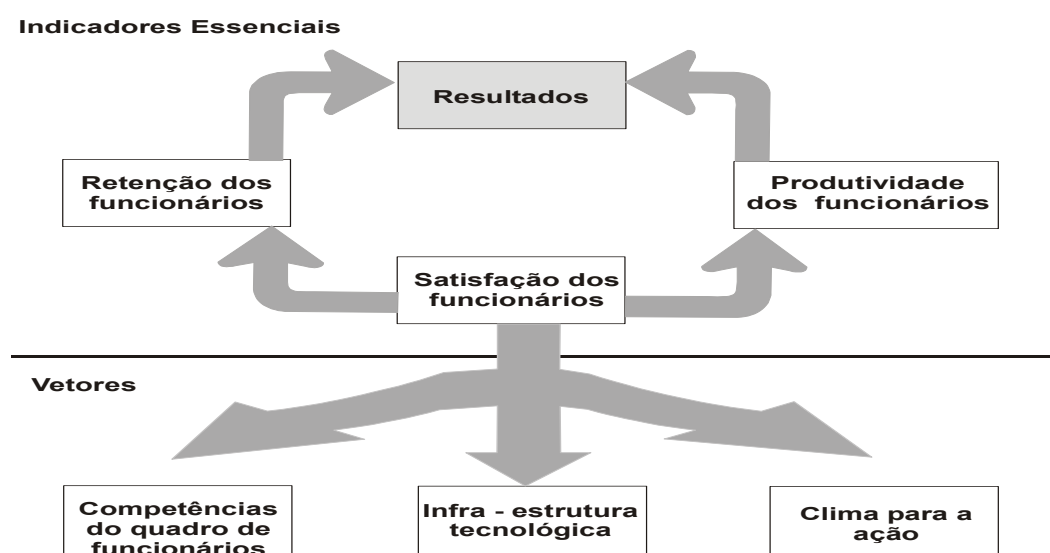 Indicadores Essenciais
Resultados
Retenção dos
funcionários
Produtividade
dos funcionários
Satisfação dos
funcionários
Vetores
Competências
do quadro de
funcionários
Infra - estrutura
tecnológica
Clima para a
ação